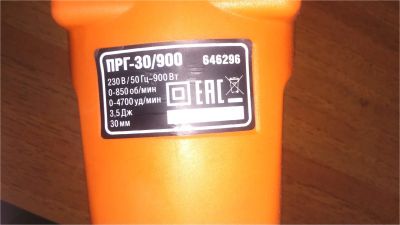 ПРГ-30/900 646296
230 В / 50 Гц~900 Вт
0-850 об/мин
0-4700 уд/мин
3,5 Дж
30 мм
EAC